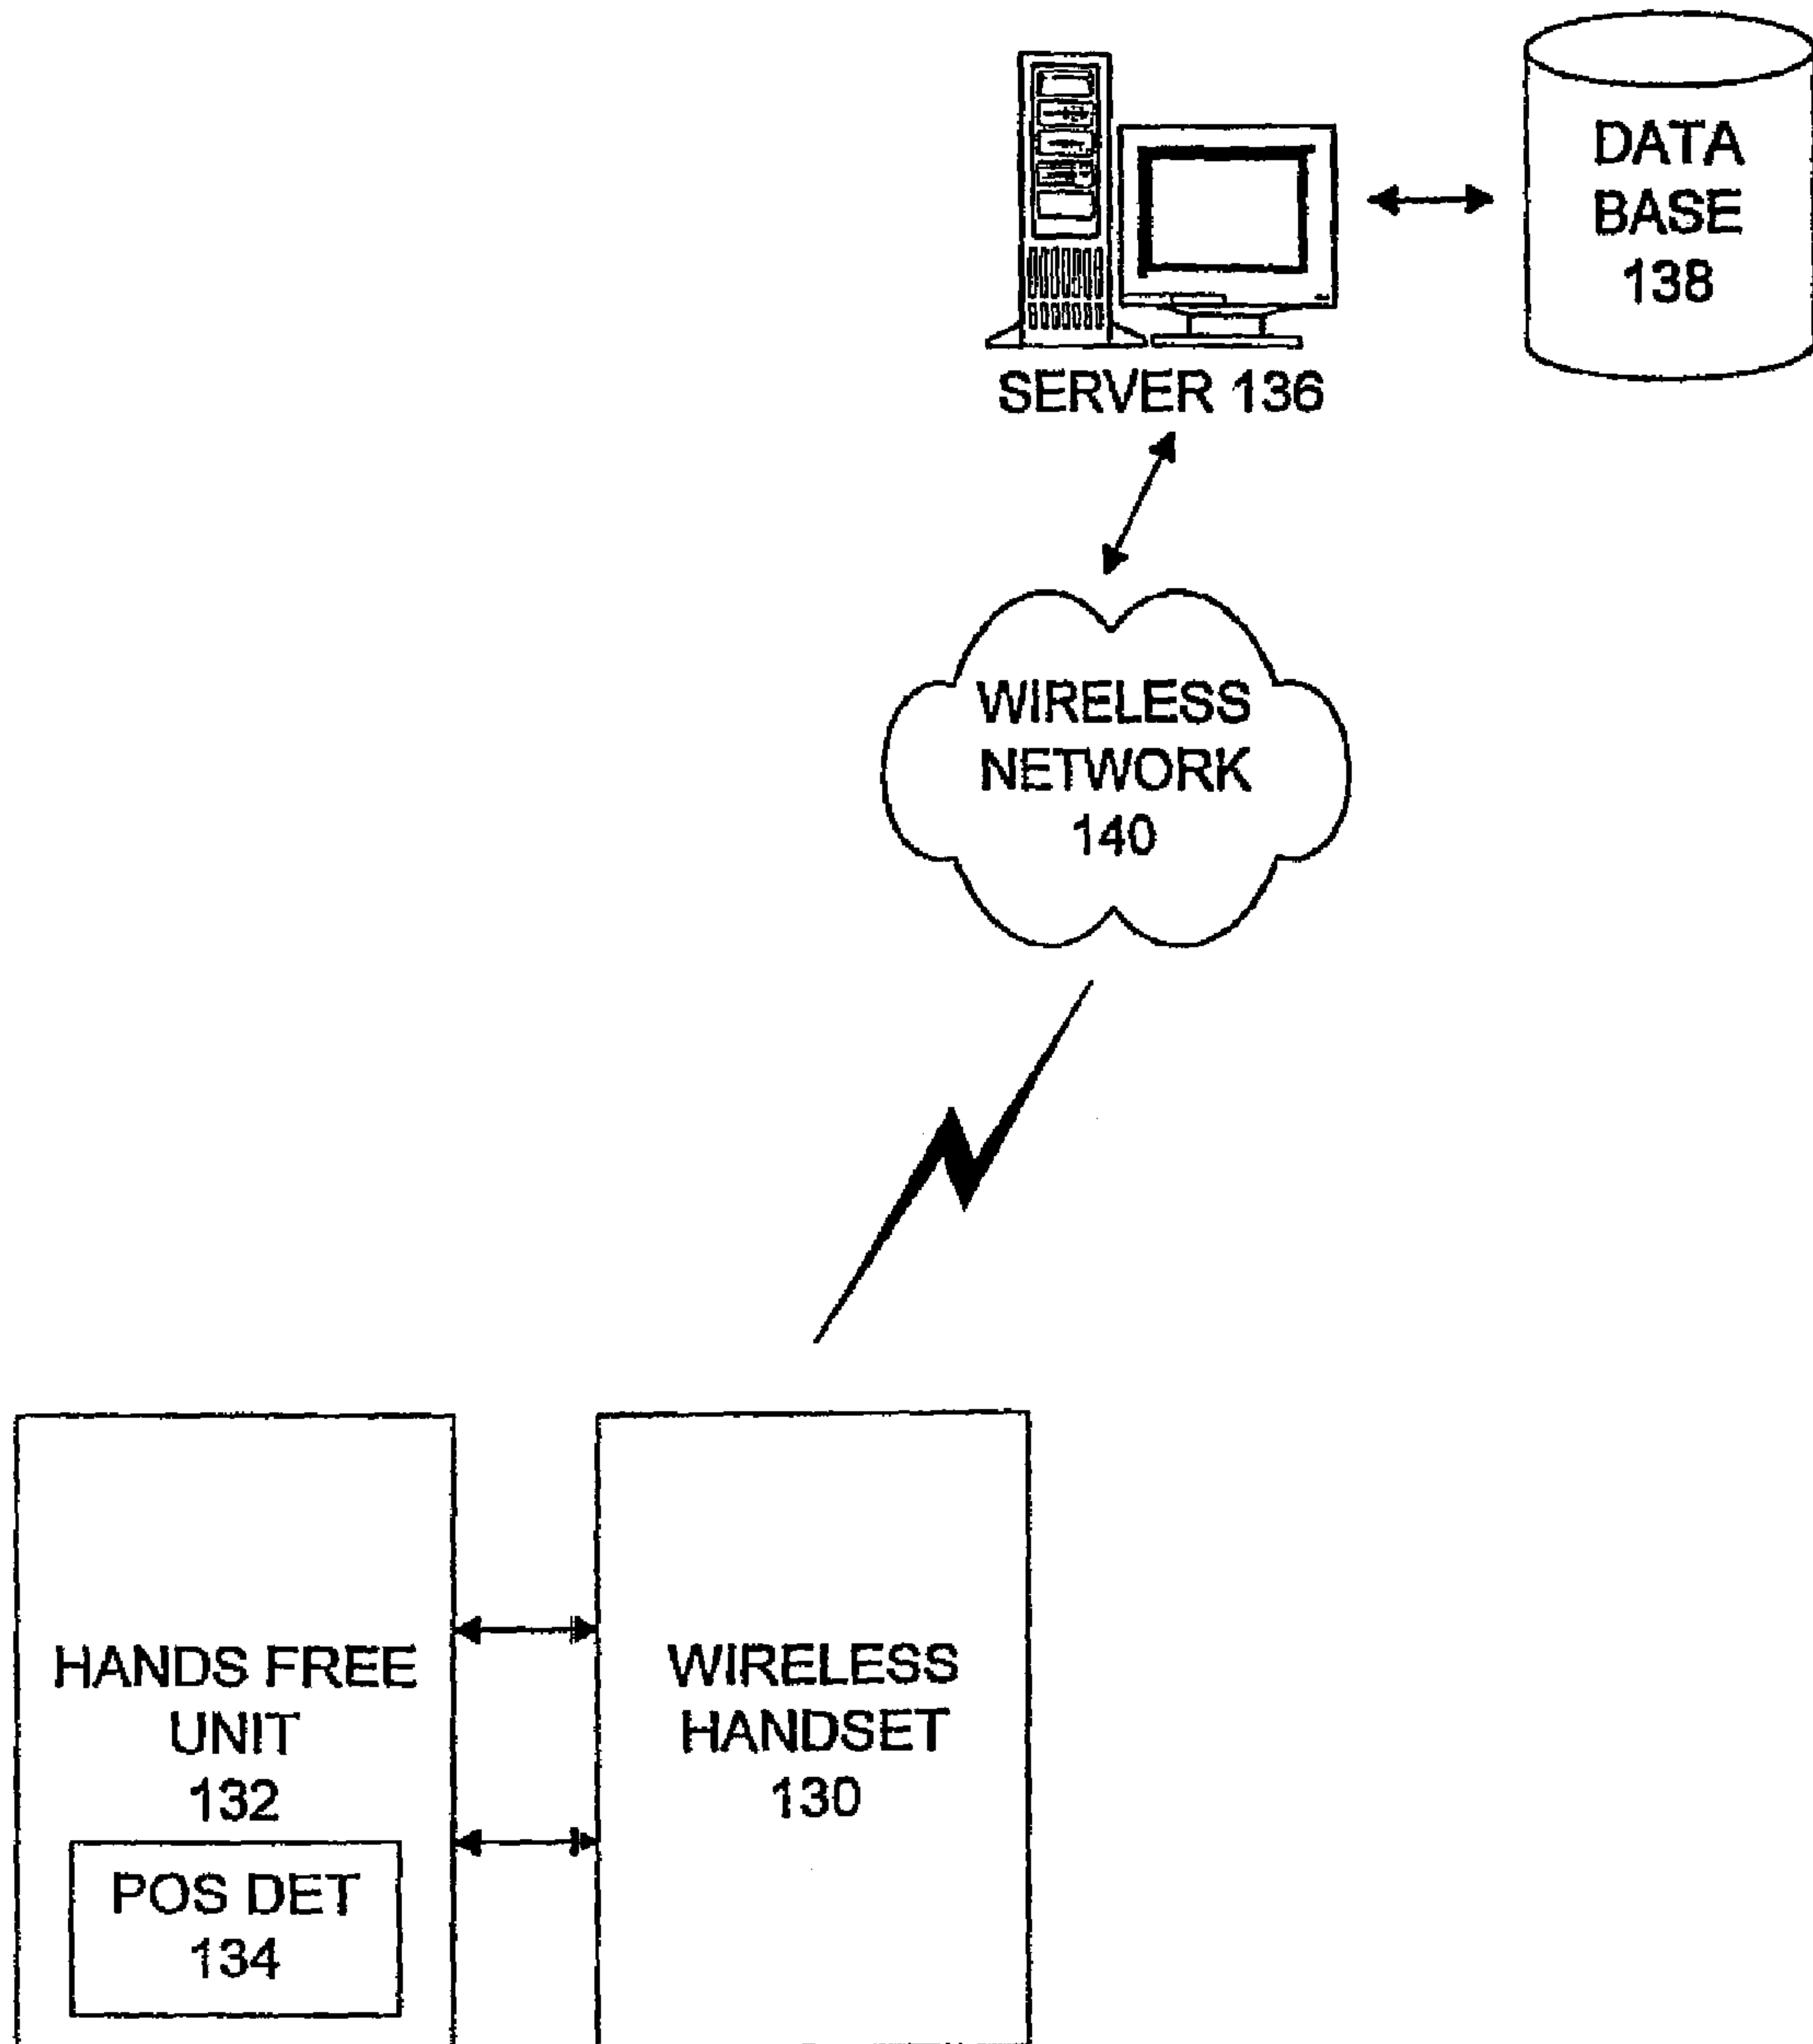 DATA
BASE
138
SERVER 136
WIRELESS
NETWORK
140
HANDS FREE
UNIT
132
POS DET
134
WIRELESS
HANDSET
130